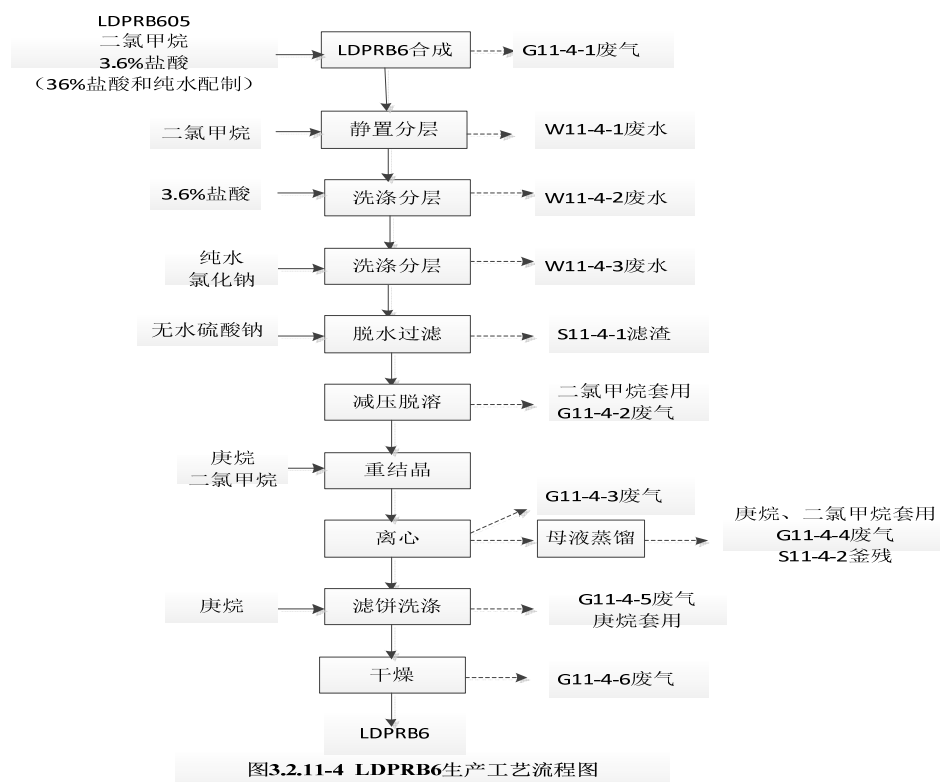 LDPRB605
二氯甲烷
3.6%盐酸
（36%盐酸和纯水配制）
LDPRB6合成
G11-4-1废气
二氯甲烷
静置分层
W11-4-1废水
3.6%盐酸
洗涤分层
W11-4-2废水
纯水
氯化钠
洗涤分层
W11-4-3废水
无水硫酸钠
脱水过滤
S11-4-1滤渣
减压脱溶
二氯甲烷套用
G11-4-2废气
庚烷
二氯甲烷
重结晶
离心
G11-4-3废气
母液蒸馏
庚烷、二氯甲烷套用
G11-4-4废气
S11-4-2釜残
庚烷
滤饼洗涤
G11-4-5废气
庚烷套用
干燥
G11-4-6废气
LDPRB6
图3.2.11-4 LDPRB6生产工艺流程图